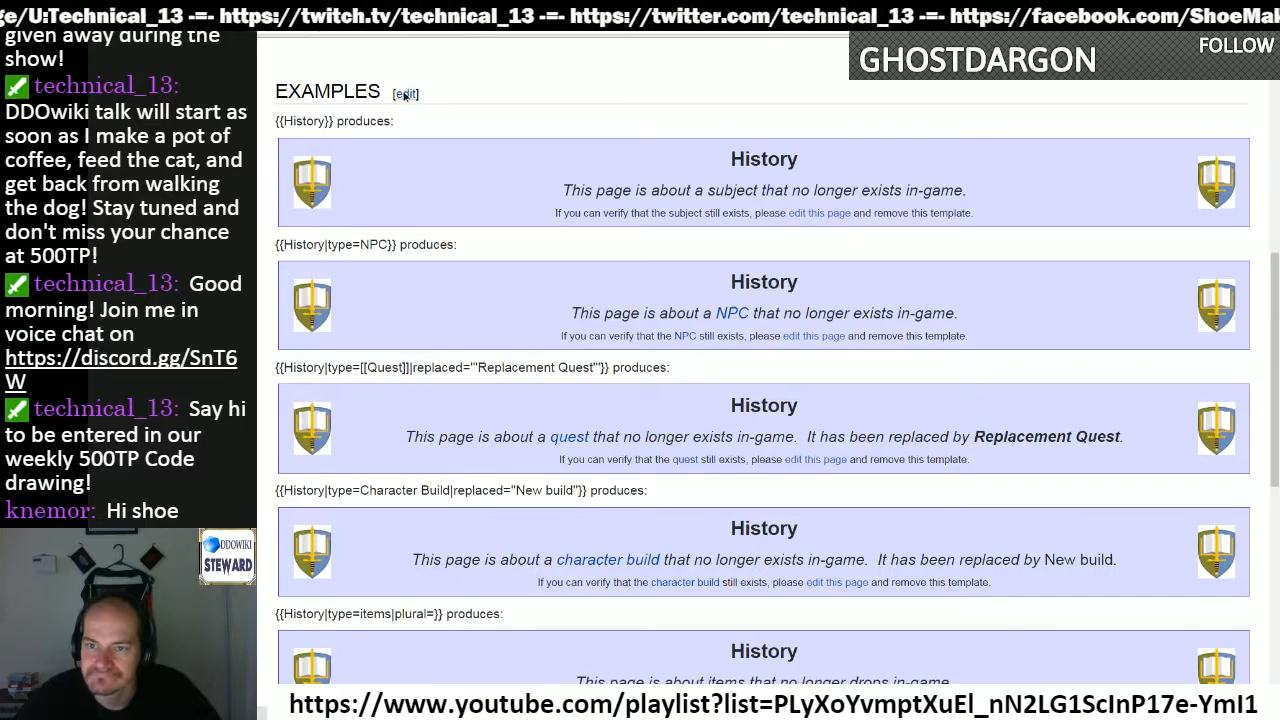 ge/U:Technical_13 -=- https://twitch.tv/technical_13 -=- https://twitter.com/technical_13 -=- https://facebook.com/ShoeMal
given away during the
show!
technical_13:
DDOwiki talk will start as
soon as I make a pot of
coffee, feed the cat, and
get back from walking
the dog! Stay tuned and
don't miss your chance
at 500TP!
technical_13: Good
morning! Join me in
voice chat on
https://discord.gg/SnT6
W
technical_13: Say hi
to be entered in our
weekly 500TP Code
drawing!
knemor: Hi shoe
DDOWIKI
STEWARD
GHOSTDARGON
FOLLOW
EXAMPLES [edit]
{{History}} produces:
History
This page is about a subject that no longer exists in-game.
If you can verify that the subject still exists, please edit this page and remove this template.
{{History|type=NPC}} produces:
History
This page is about a NPC that no longer exists in-game.
If you can verify that the NPC still exists, please edit this page and remove this template.
{{History|type=[[Quest]]|replaced='''Replacement Quest'''}} produces:
History
This page is about a quest that no longer exists in-game. It has been replaced by Replacement Quest.
If you can verify that the quest still exists, please edit this page and remove this template.
{{History|type=Character Build|replaced="New build"}} produces:
History
This page is about a character build that no longer exists in-game. It has been replaced by New build.
If you can verify that the character build still exists, please edit this page and remove this template.
{{History|type=items|plural=}} produces:
History
This page is about items that no longer drops in-game.
https://www.youtube.com/playlist?list=PLyXoYvmptXuEl_nN2LG1ScInP17e-YmI1